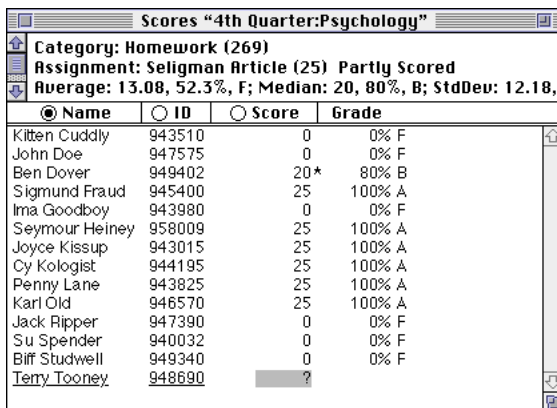 Scores “4th Quarter:Psychology”
Category: Homework (269)
Assignment: Seligman Article (25) Partly Scored
Average: 13.08, 52.3%, F; Median: 20, 80%, B; StdDev: 12.18,
Name ID Score Grade
Kitten Cuddly 943510 0 0% F
John Doe 947575 0 0% F
Ben Dover 949402 20* 80% B
Sigmund Fraud 945400 25 100% A
Ima Goodboy 943980 0 0% F
Seymour Heiney 958009 25 100% A
Joyce Kissup 943015 25 100% A
Cy Kologist 944195 25 100% A
Penny Lane 943825 25 100% A
Karl Old 946570 25 100% A
Jack Ripper 947390 0 0% F
Su Spender 940032 0 0% F
Biff Studwell 949340 0 0% F
Terry Tooney 948690 ?